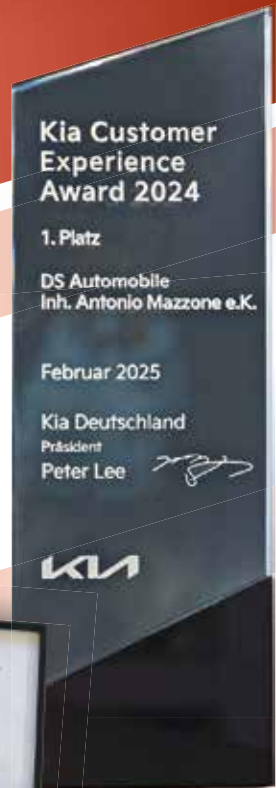 Kia Customer
Experience
Award 2024
1. Platz
DS Automobile
Inh. Antonio Mazzone e.K.
Februar 2025
Kia Deutschland
Präsident
Peter Lee
KIA